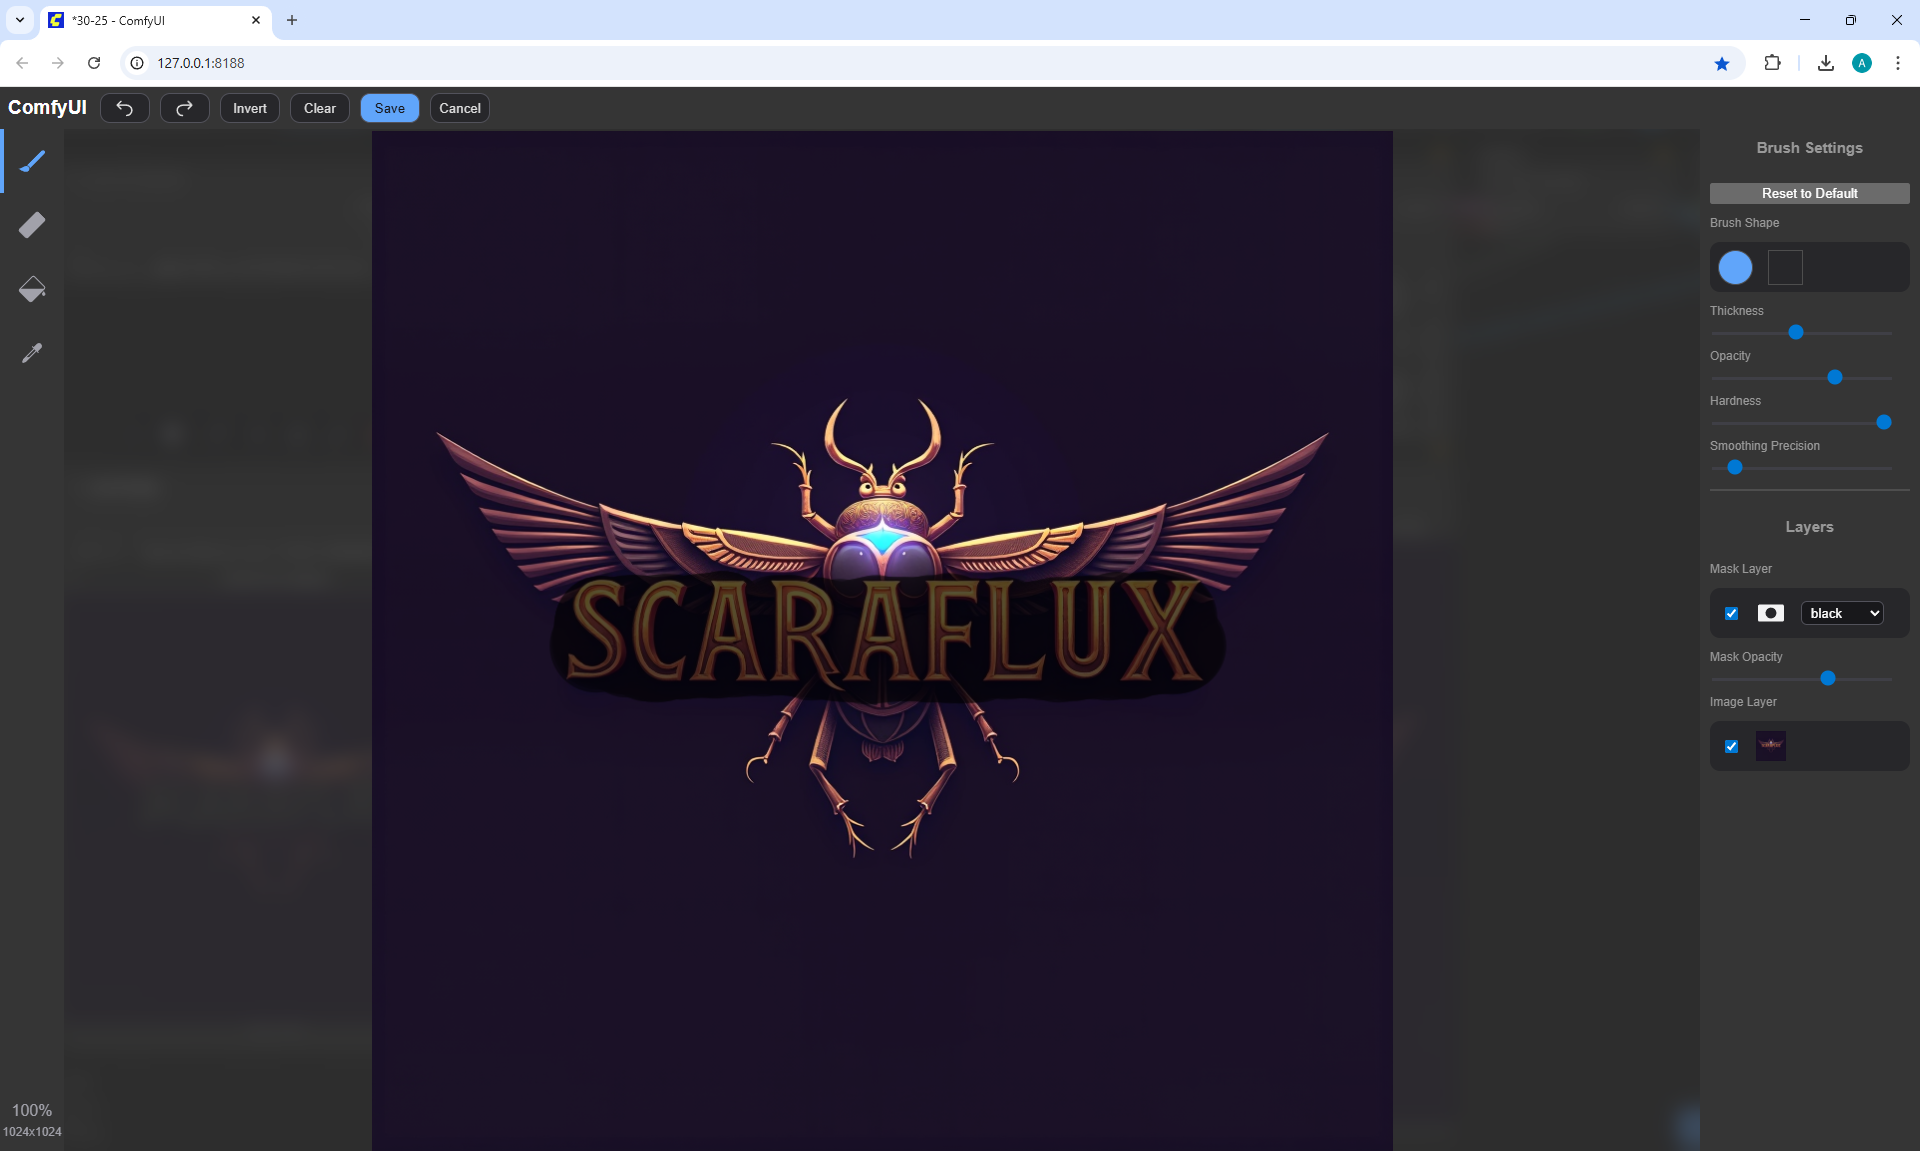 *30-25 - ComfyUI
127.0.0.1:8188
A
ComfyUI
Invert
Clear
Save
Cancel
Brush Settings
Reset to Default
Brush Shape
Thickness
Opacity
Hardness
Smoothing Precision
Layers
Mask Layer
black
Mask Opacity
Image Layer
SCARAFLUX
100%
1024x1024